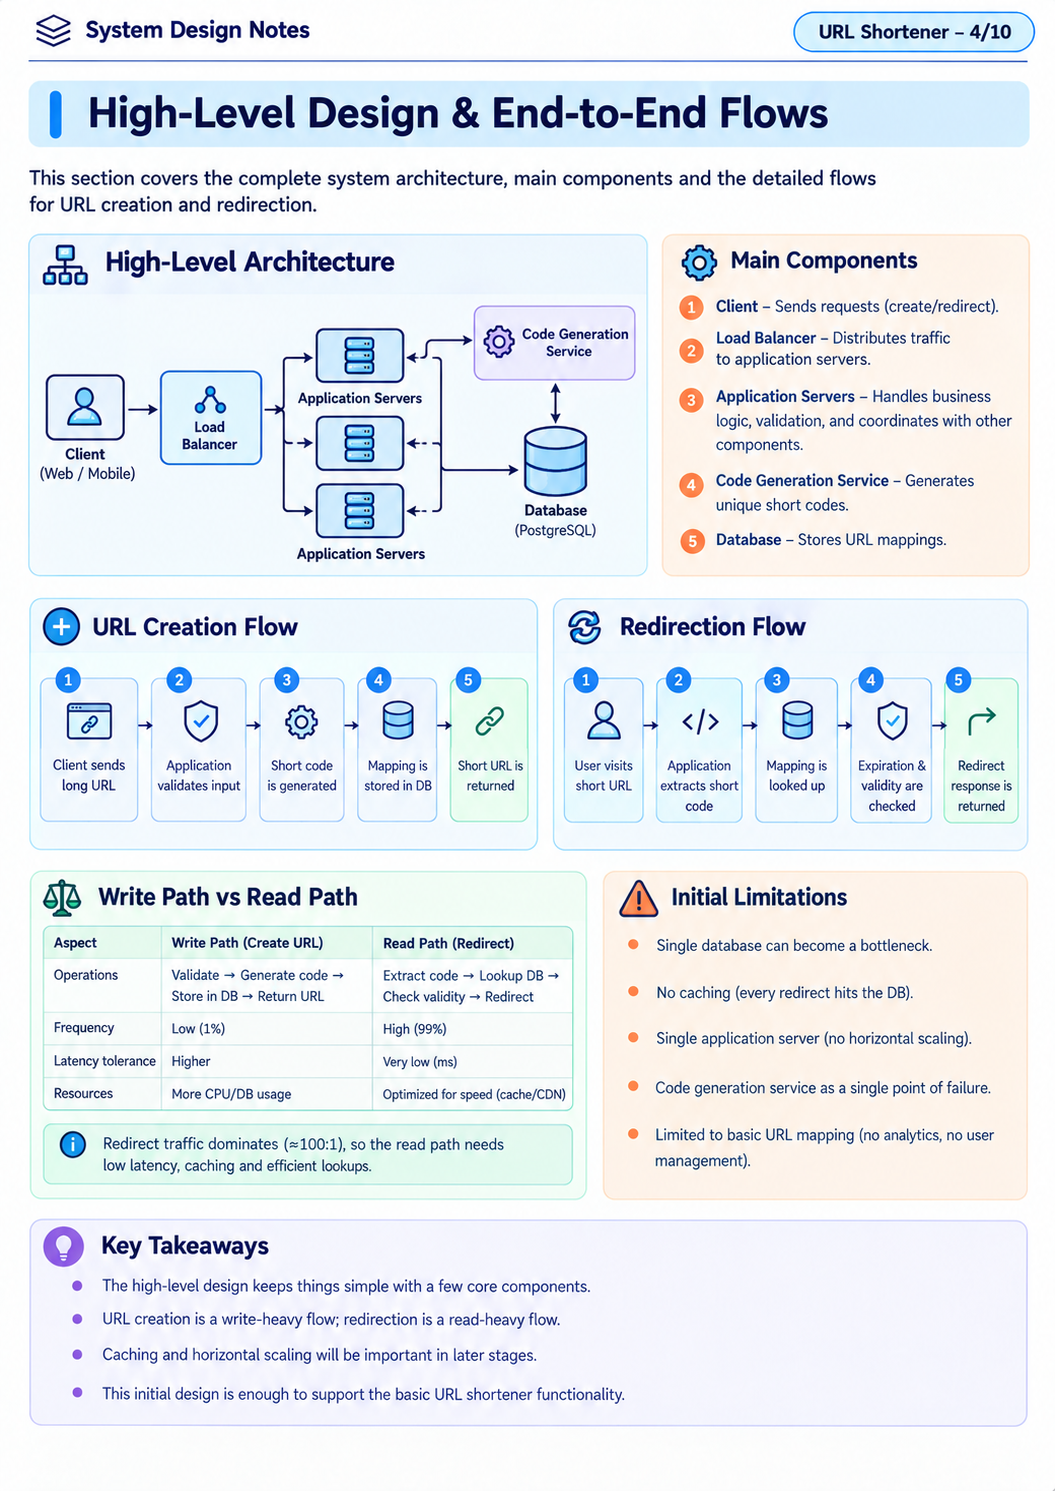 System Design Notes
URL Shortener – 4/10
High-Level Design & End-to-End Flows
This section covers the complete system architecture, main components and the detailed flows
for URL creation and redirection.
High-Level Architecture
Client
(Web / Mobile)
Load
Balancer
Application Servers
Application Servers
Code Generation
Service
Database
(PostgreSQL)
Main Components
1 Client – Sends requests (create/redirect).
2 Load Balancer – Distributes traffic
to application servers.
3 Application Servers – Handles business
logic, validation, and coordinates with other
components.
4 Code Generation Service – Generates
unique short codes.
5 Database – Stores URL mappings.
URL Creation Flow
1
Client sends
long URL
2
Application
validates input
3
Short code
is generated
4
Mapping is
stored in DB
5
Short URL is
returned
Redirection Flow
1
User visits
short URL
2
</>
Application
extracts short
code
3
Mapping is
looked up
4
Expiration &
validity are
checked
5
Redirect
response is
returned
Write Path vs Read Path
Aspect Write Path (Create URL) Read Path (Redirect)
Operations Validate → Generate code → Extract code → Lookup DB →
Store in DB → Return URL Check validity → Redirect
Frequency Low (1%) High (99%)
Latency tolerance Higher Very low (ms)
Resources More CPU/DB usage Optimized for speed (cache/CDN)
Redirect traffic dominates (≈100:1), so the read path needs
low latency, caching and efficient lookups.
Initial Limitations
• Single database can become a bottleneck.
• No caching (every redirect hits the DB).
• Single application server (no horizontal scaling).
• Code generation service as a single point of failure.
• Limited to basic URL mapping (no analytics, no user
management).
Key Takeaways
• The high-level design keeps things simple with a few core components.
• URL creation is a write-heavy flow; redirection is a read-heavy flow.
• Caching and horizontal scaling will be important in later stages.
• This initial design is enough to support the basic URL shortener functionality.